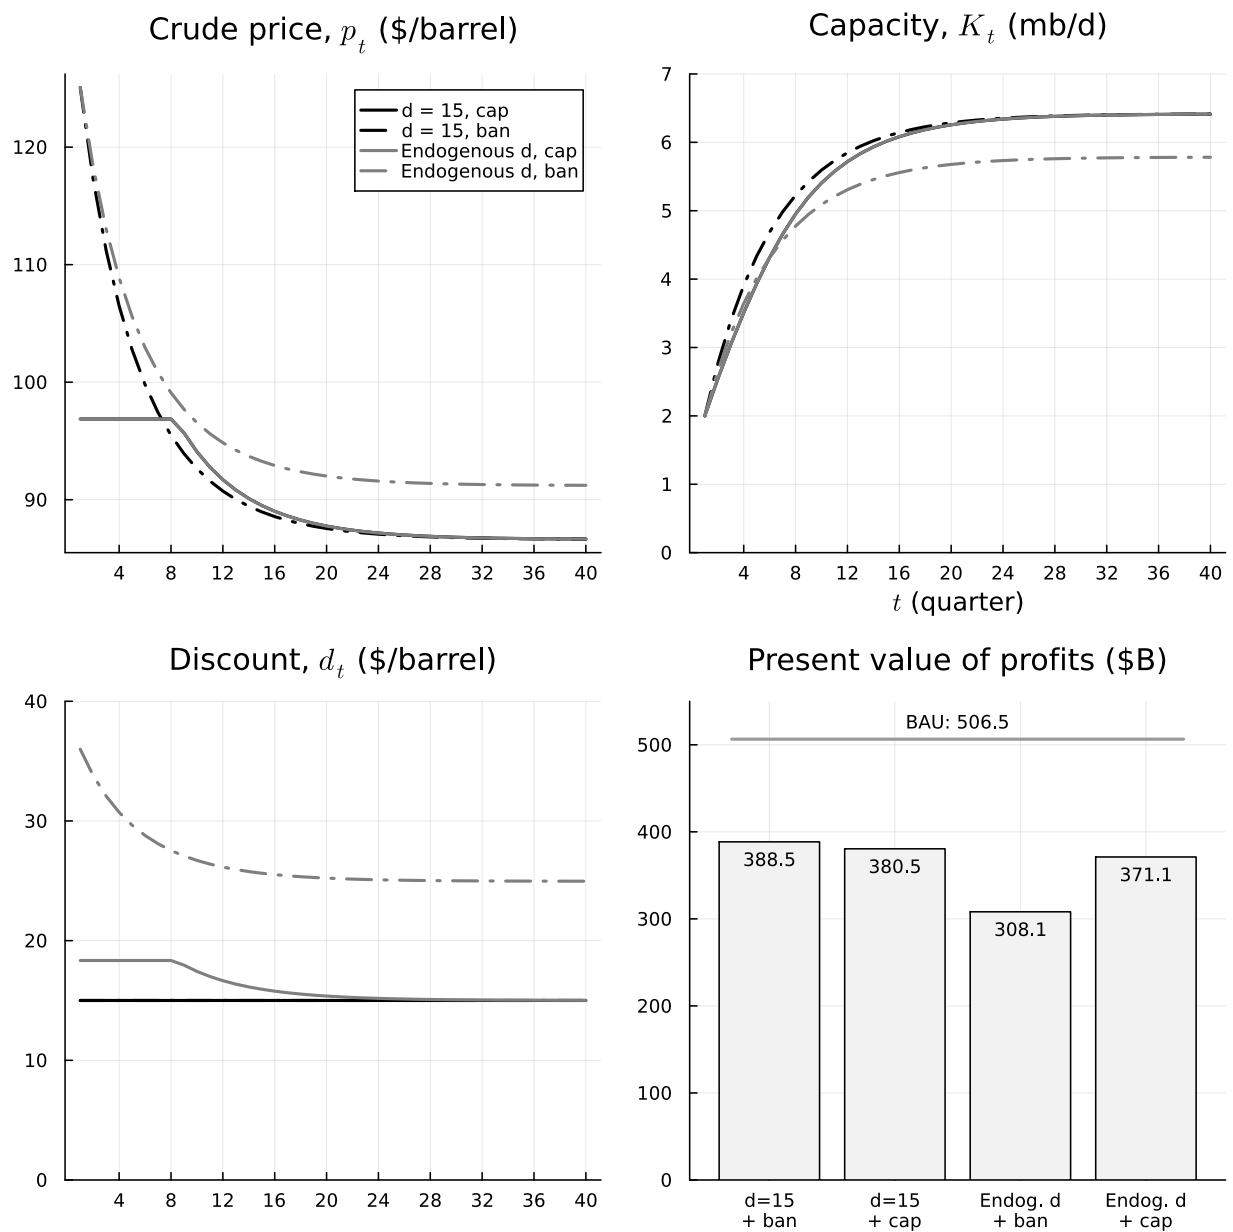 Crude price, p_t ($/barrel)
120
110
100
90
d = 15, cap
d = 15, ban
Endogenous d, cap
Endogenous d, ban
4 8 12 16 20 24 28 32 36 40
Capacity, K_t (mb/d)
7
6
5
4
3
2
1
0
4 8 12 16 20 24 28 32 36 40
t (quarter)
Discount, d_t ($/barrel)
40
30
20
10
0
4 8 12 16 20 24 28 32 36 40
Present value of profits ($B)
500
400
300
200
100
0
BAU: 506.5
388.5 380.5 308.1 371.1
d=15 d=15 Endog. d Endog. d
+ ban + cap + ban + cap